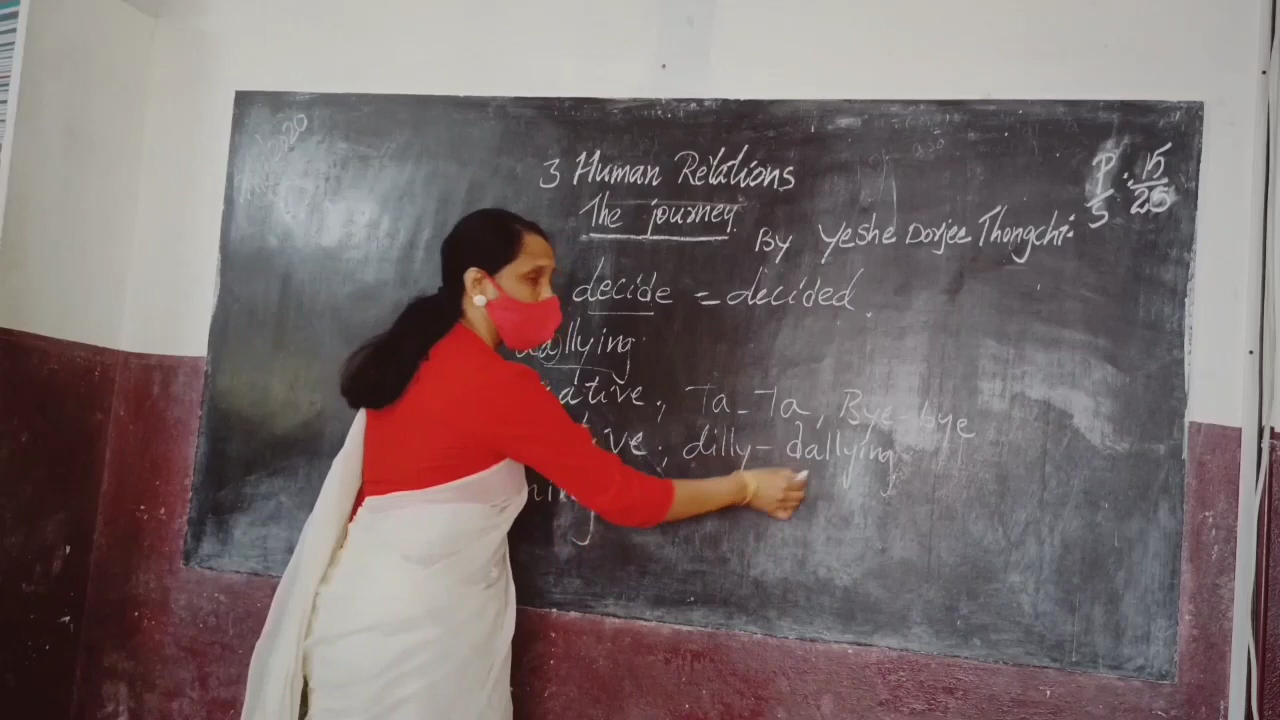 3 Human Relations
The journey.
By Yeshe Dorjee Thongchi.
P : 15
5 25
decide = decided.
dallying
ative ; Ta-Ta, Bye-bye
ive ; dilly-dallying